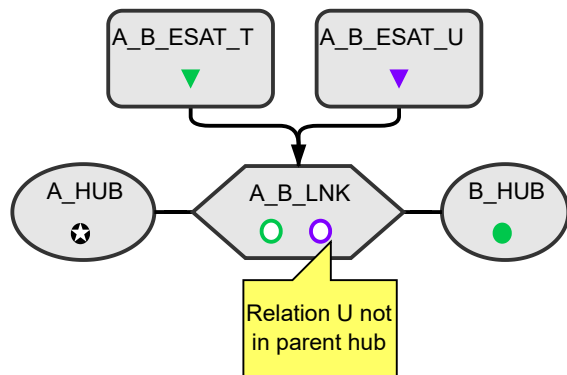 A_B_ESAT_T
A_B_ESAT_U
A_HUB
A_B_LNK
B_HUB
Relation U not
in parent hub